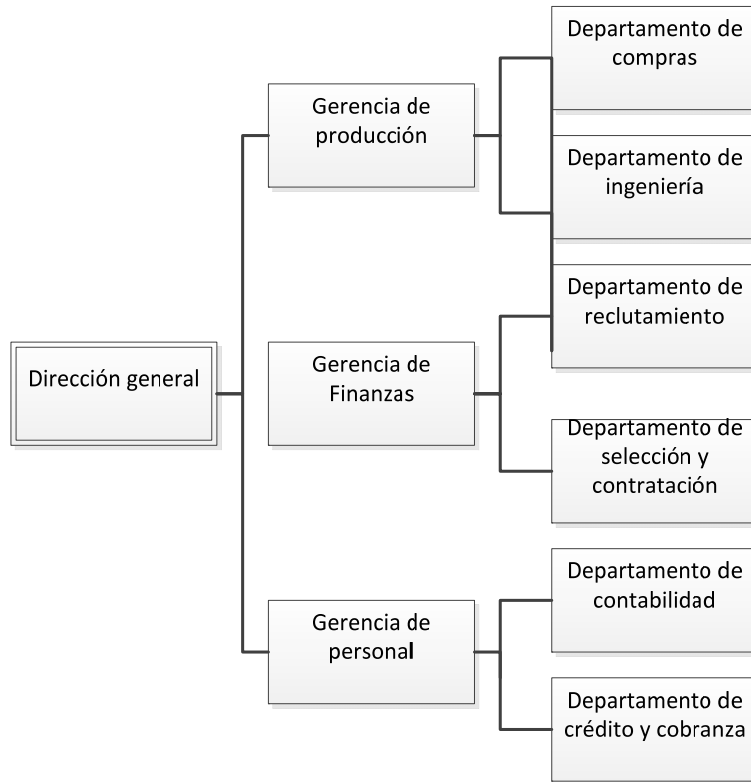 Departamento de
compras
Gerencia de
producción
Departamento de
ingeniería
Departamento de
reclutamiento
Dirección general
Gerencia de
Finanzas
Departamento de
selección y
contratación
Departamento de
contabilidad
Gerencia de
personal
Departamento de
crédito y cobranza